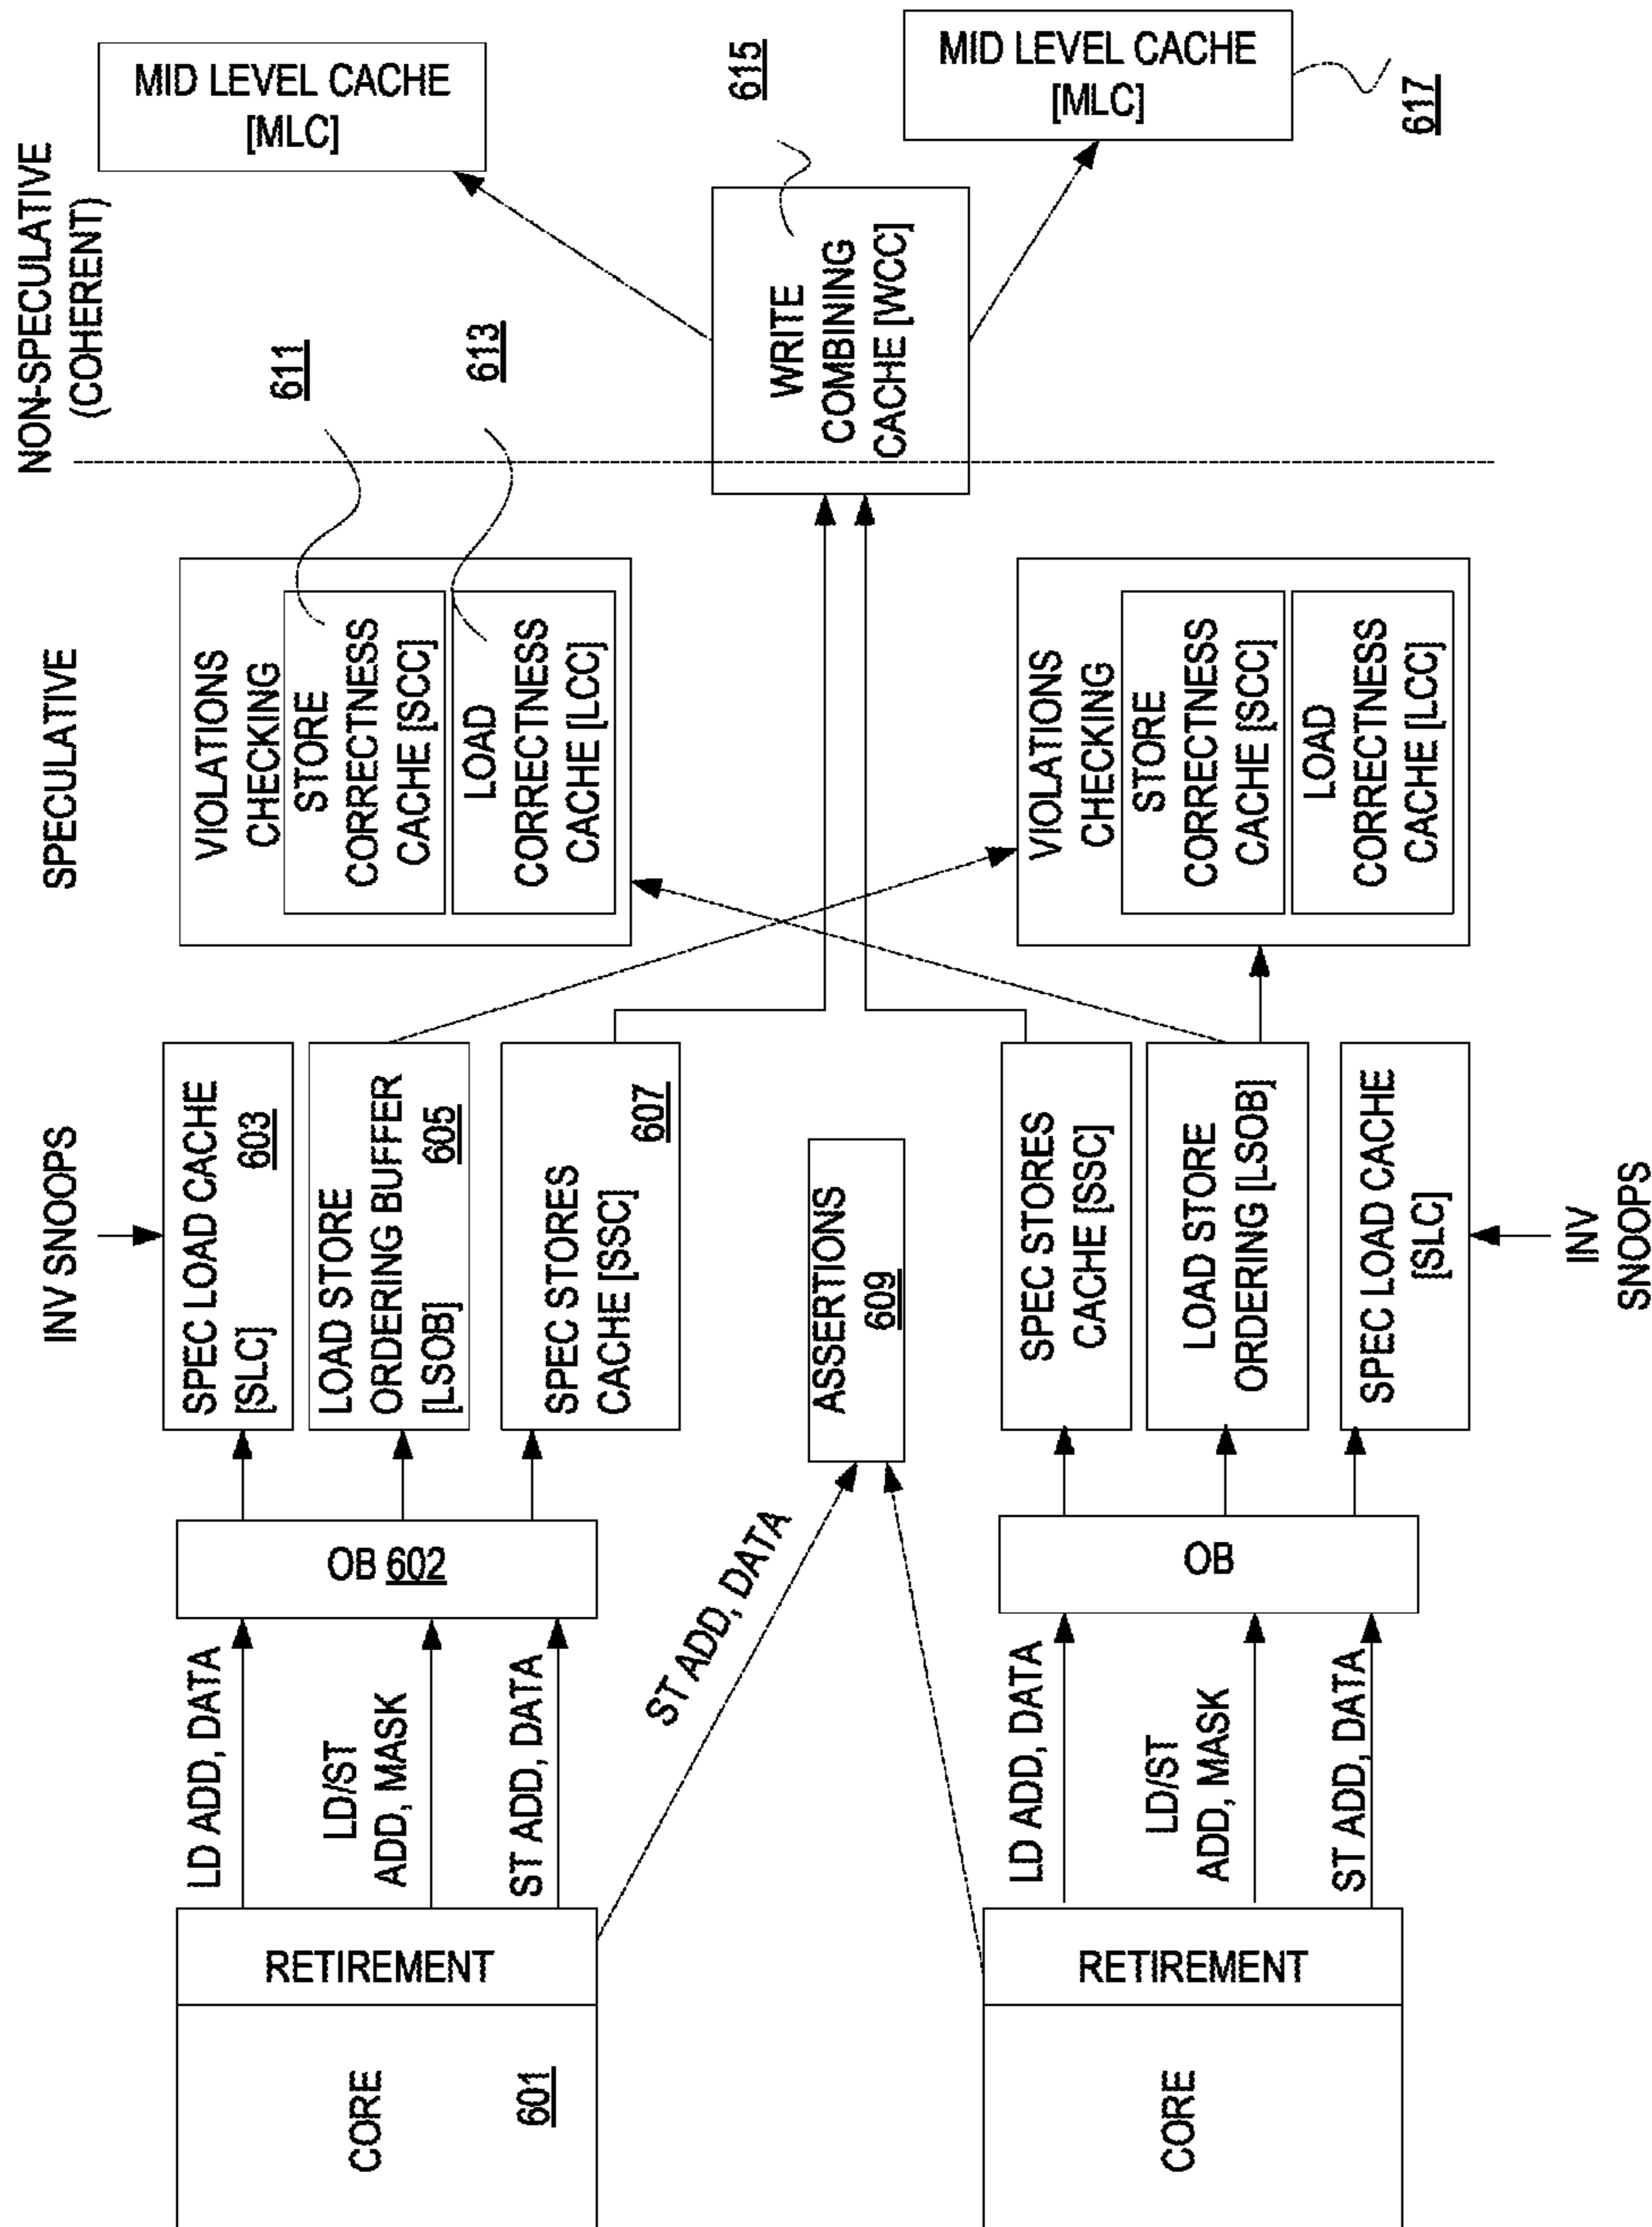 NON-SPECULATIVE
(COHERENT)
SPECULATIVE
INV SNOOPS
MID LEVEL CACHE
[MLC]
611
613
615
WRITE
COMBINING
CACHE [WCC]
MID LEVEL CACHE
[MLC]
617
VIOLATIONS
CHECKING
STORE
CORRECTNESS
CACHE [SCC]
LOAD
CORRECTNESS
CACHE [LCC]
VIOLATIONS
CHECKING
STORE
CORRECTNESS
CACHE [SCC]
LOAD
CORRECTNESS
CACHE [LCC]
SPEC LOAD CACHE
[SLC] 603
LOAD STORE
ORDERING BUFFER
[LSOB] 605
SPEC STORES
CACHE [SSC]
607
ASSERTIONS
609
SPEC STORES
CACHE [SSC]
LOAD STORE
ORDERING [LSOB]
SPEC LOAD CACHE
[SLC]
INV
SNOOPS
OB 602
ST ADD, DATA
OB
LD ADD, DATA
LD/ST
ADD, MASK
ST ADD, DATA
LD ADD, DATA
LD/ST
ADD, MASK
ST ADD, DATA
RETIREMENT
RETIREMENT
CORE
601
CORE